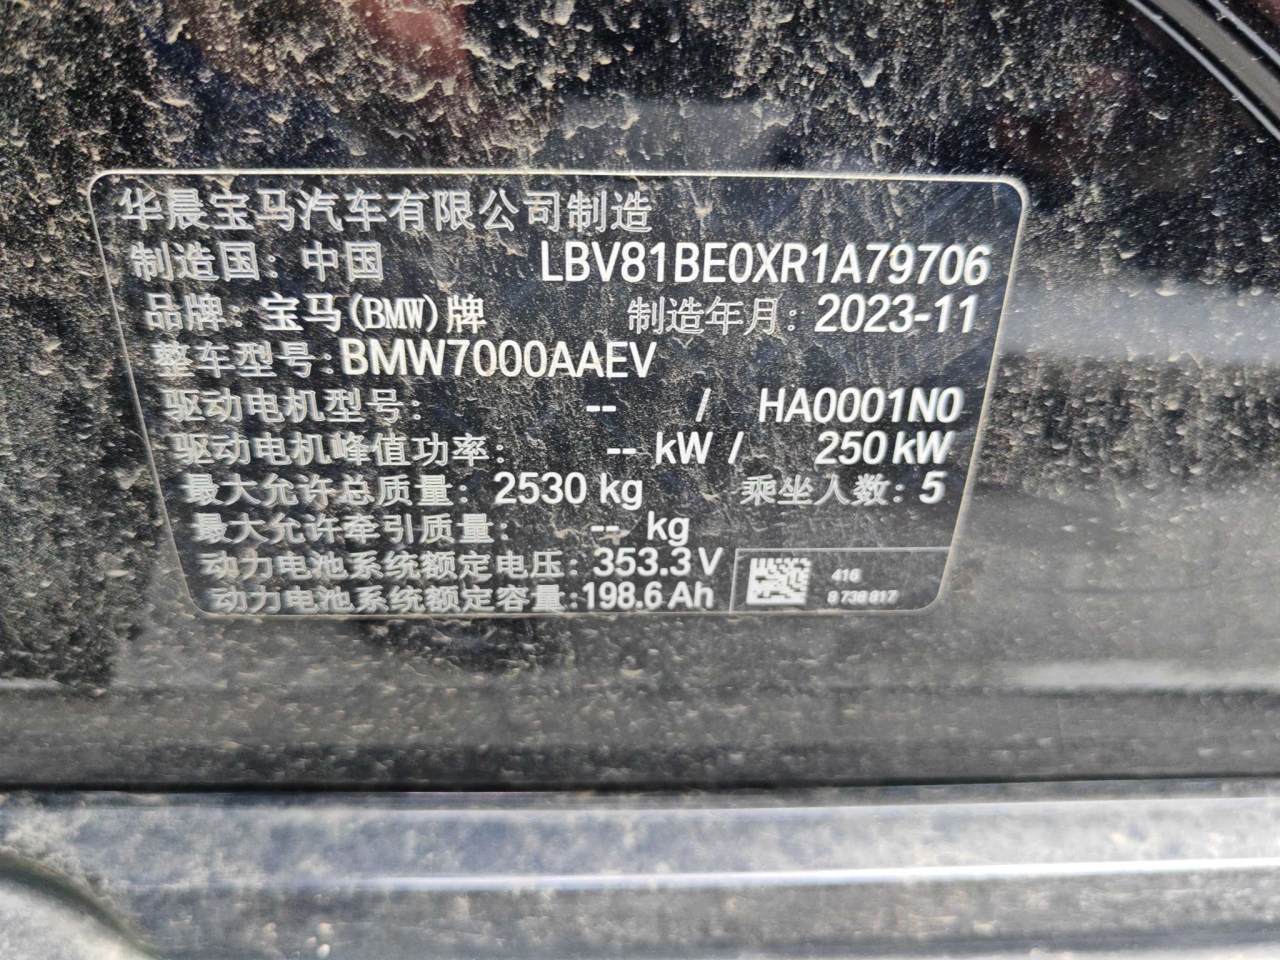 华晨宝马汽车有限公司制造
制造国：中国 LBV81BE0XR1A79706
品牌：宝马(BMW)牌 制造年月：2023-11
整车型号：BMW7000AAEV
驱动电机型号： -- / HA0001N0
驱动电机峰值功率： -- kW / 250 kW
最大允许总质量：2530 kg 乘坐人数：5
最大允许牵引质量： -- kg
动力电池系统额定电压：353.3 V
动力电池系统额定容量：198.6 Ah
416
8 738 817